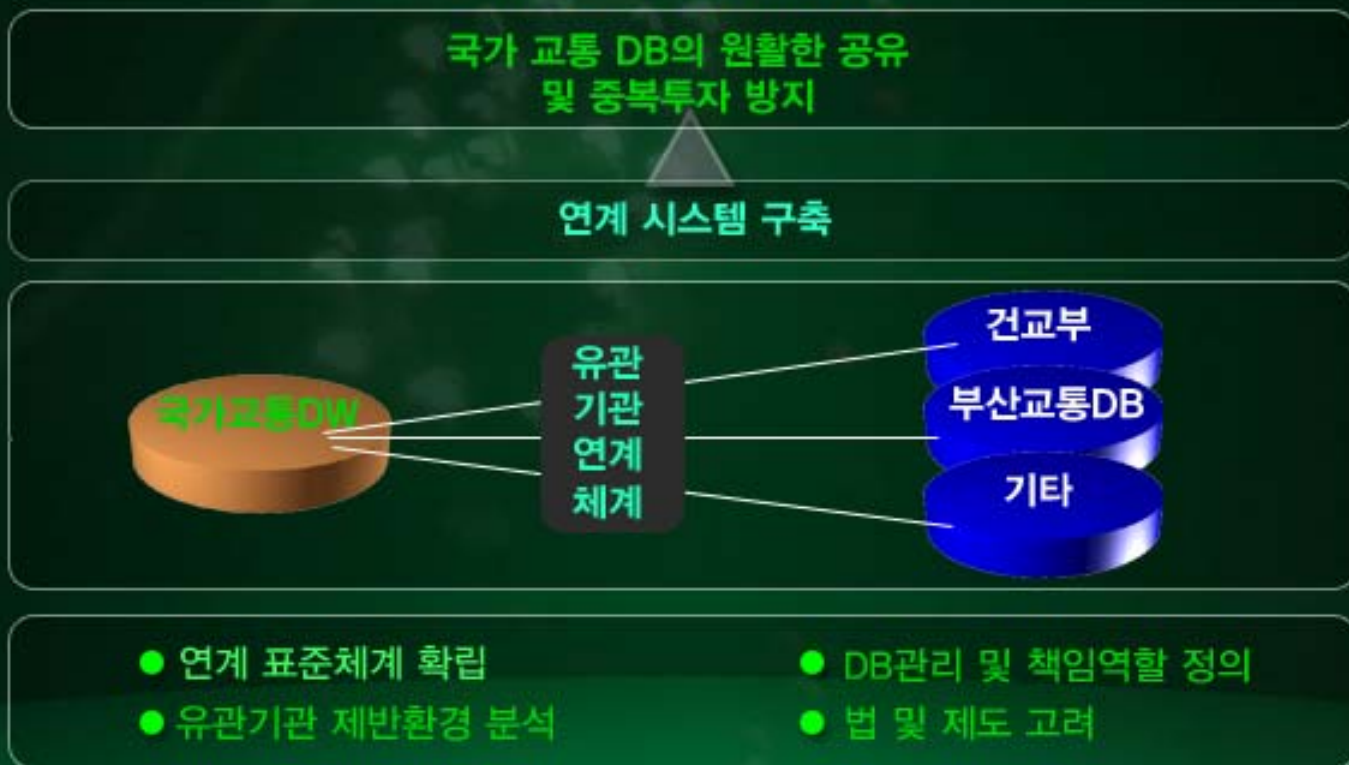 국가 교통 DB의 원활한 공유
및 중복투자 방지
연계 시스템 구축
국가교통DW
유관
기관
연계
체계
건교부
부산교통DB
기타
● 연계 표준체계 확립
● 유관기관 제반환경 분석
● DB관리 및 책임역할 정의
● 법 및 제도 고려